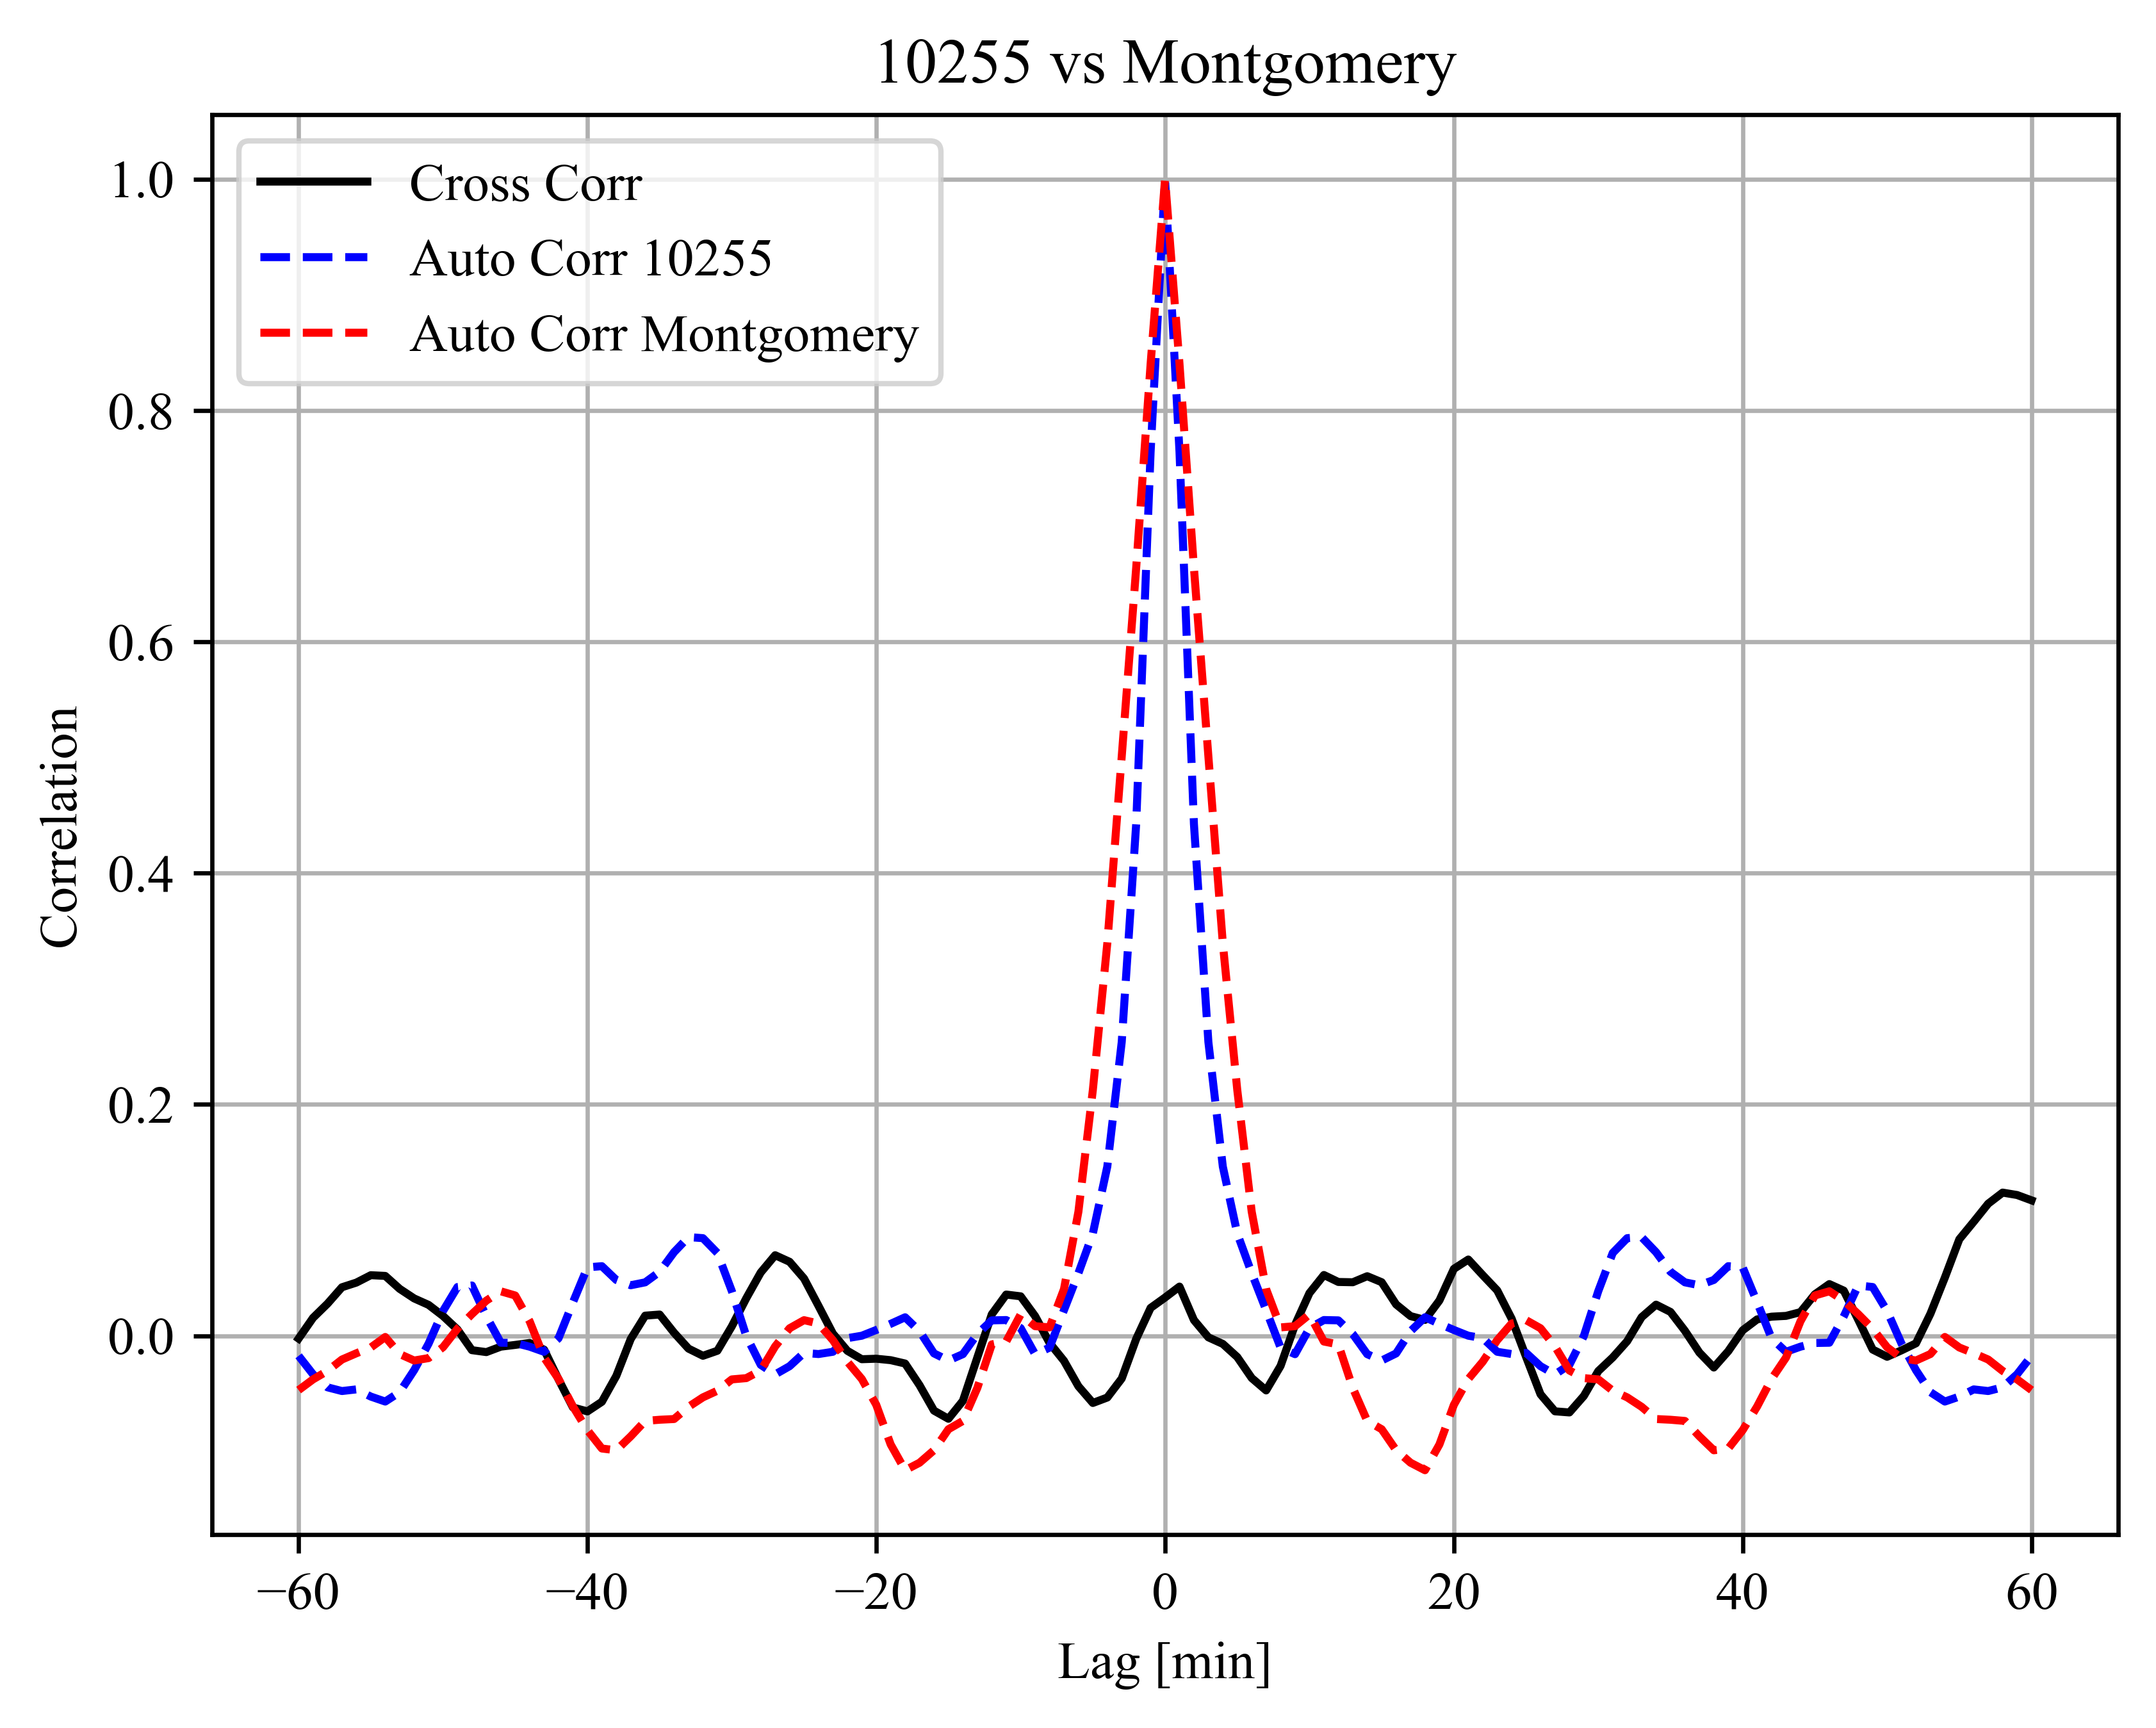 10255 vs Montgomery
Cross Corr
Auto Corr 10255
Auto Corr Montgomery
1.0
0.8
0.6
0.4
0.2
0.0
Correlation
−60 −40 −20 0 20 40 60
Lag [min]